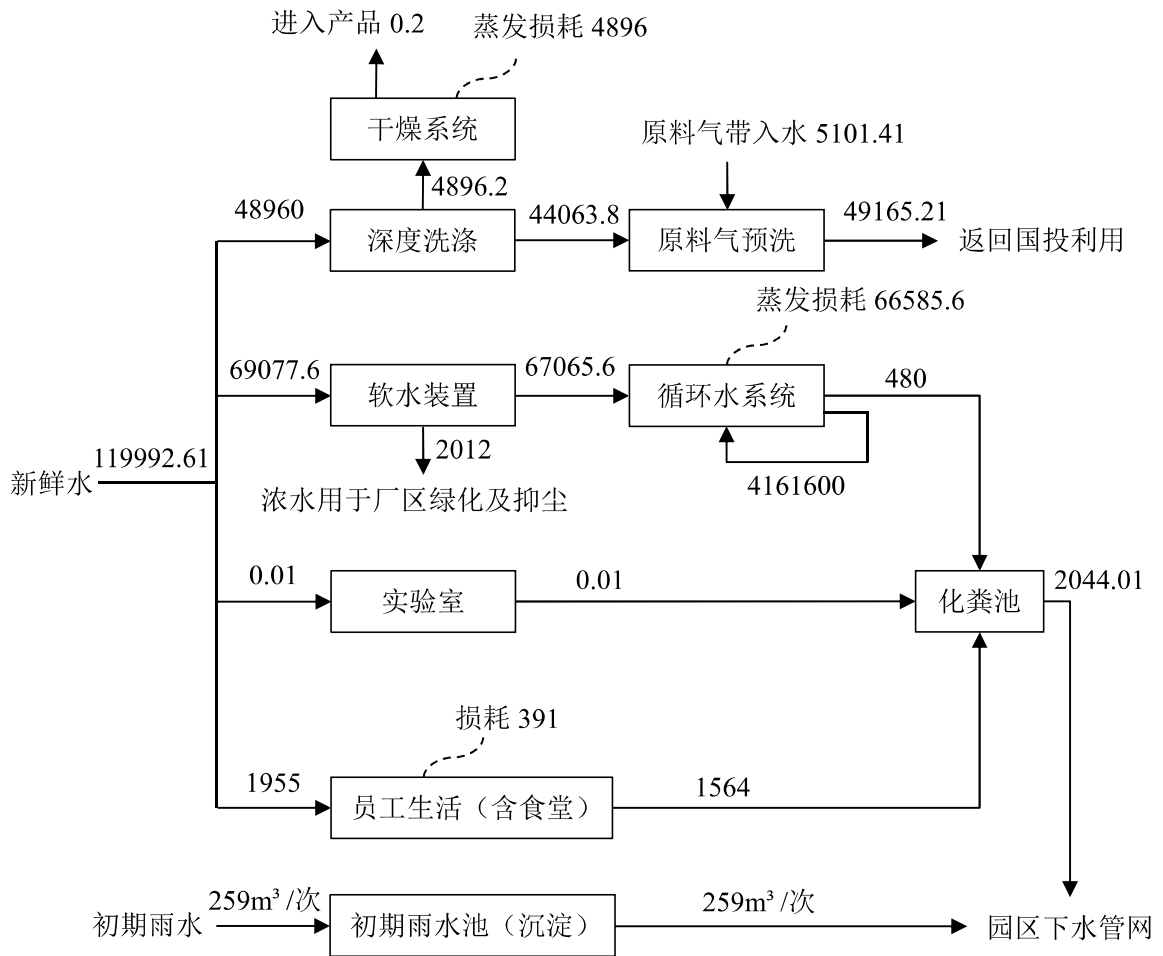 进入产品 0.2
蒸发损耗 4896
干燥系统
原料气带入水 5101.41
4896.2
48960
深度洗涤
44063.8
原料气预洗
49165.21
返回国投利用
蒸发损耗 66585.6
69077.6
软水装置
67065.6
循环水系统
480
2012
4161600
浓水用于厂区绿化及抑尘
新鲜水
119992.61
0.01
实验室
0.01
化粪池
2044.01
损耗 391
1955
员工生活（含食堂）
1564
初期雨水
259m³ /次
初期雨水池（沉淀）
259m³ /次
园区下水管网